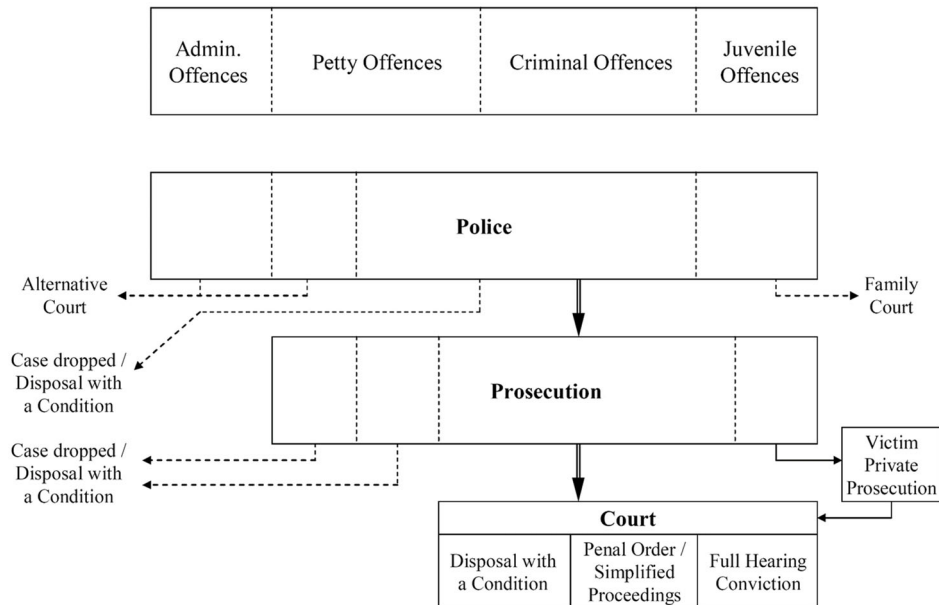 Admin.
Offences
Petty Offences
Criminal Offences
Juvenile
Offences
Police
Alternative
Court
Family
Court
Case dropped /
Disposal with
a Condition
Prosecution
Case dropped /
Disposal with
a Condition
Victim
Private
Prosecution
Court
Disposal with
a Condition
Penal Order /
Simplified
Proceedings
Full Hearing
Conviction